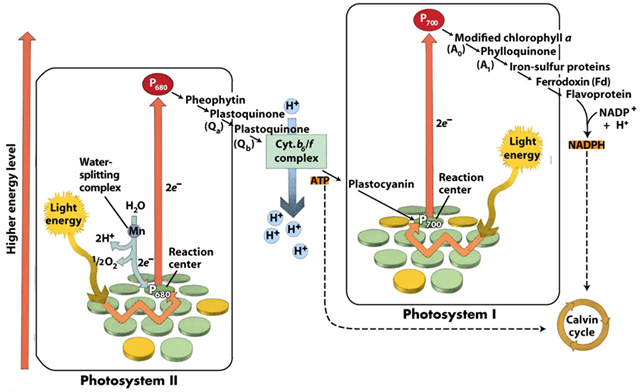 Higher energy level
P680
Pheophytin
Plastoquinone
(Qa)
Plastoquinone
(Qb)
H+
Cyt. b6/f
complex
ATP
H+
H+
H+
H+
Water-
splitting
complex
Light
energy
H2O
Mn
2H+
1/2O2
2e−
2e−
Reaction
center
P680
Photosystem II
P700
Modified chlorophyll a
(A0)
Phylloquinone
(A1)
Iron-sulfur proteins
Ferrodoxin (Fd)
Flavoprotein
NADP+
+ H+
NADPH
2e−
Light
energy
Plastocyanin
Reaction
center
P700
Photosystem I
Calvin
cycle